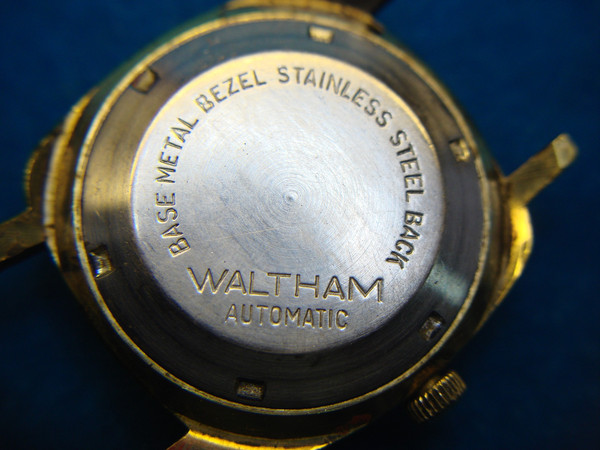 BASE METAL BEZEL STAINLESS STEEL BACK
WALTHAM
AUTOMATIC